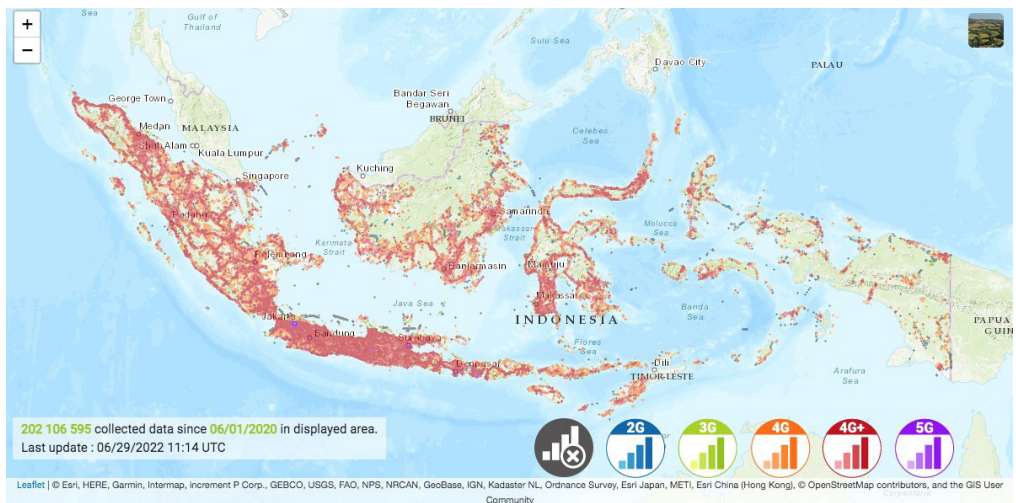 +
−
Sea
Gulf of
Thailand
Sulu Sea
Davao City
PALAU
George Town
Bandar Seri
Begawan
BRUNEI
Medan
MALAYSIA
Shah Alam
Kuala Lumpur
Celebes
Sea
Singapore
Kuching
Padang
Samarinda
Molucca
Sea
Makassar
Strait
Karimata
Strait
Palembang
Banjarmasin
Mamuju
Makassar
Java Sea
Banda
Sea
Jakarta
INDONESIA
PAPUA
GUIN
Bandung
Surabaya
Flores
Sea
Denpasar
Dili
TIMOR-LESTE
Arafura
Sea
202 106 595 collected data since 06/01/2020 in displayed area.
Last update : 06/29/2022 11:14 UTC
2G
3G
4G
4G+
5G
Timor
Leaflet | © Esri, HERE, Garmin, Intermap, increment P Corp., GEBCO, USGS, FAO, NPS, NRCAN, GeoBase, IGN, Kadaster NL, Ordnance Survey, Esri Japan, METI, Esri China (Hong Kong), © OpenStreetMap contributors, and the GIS User
Community